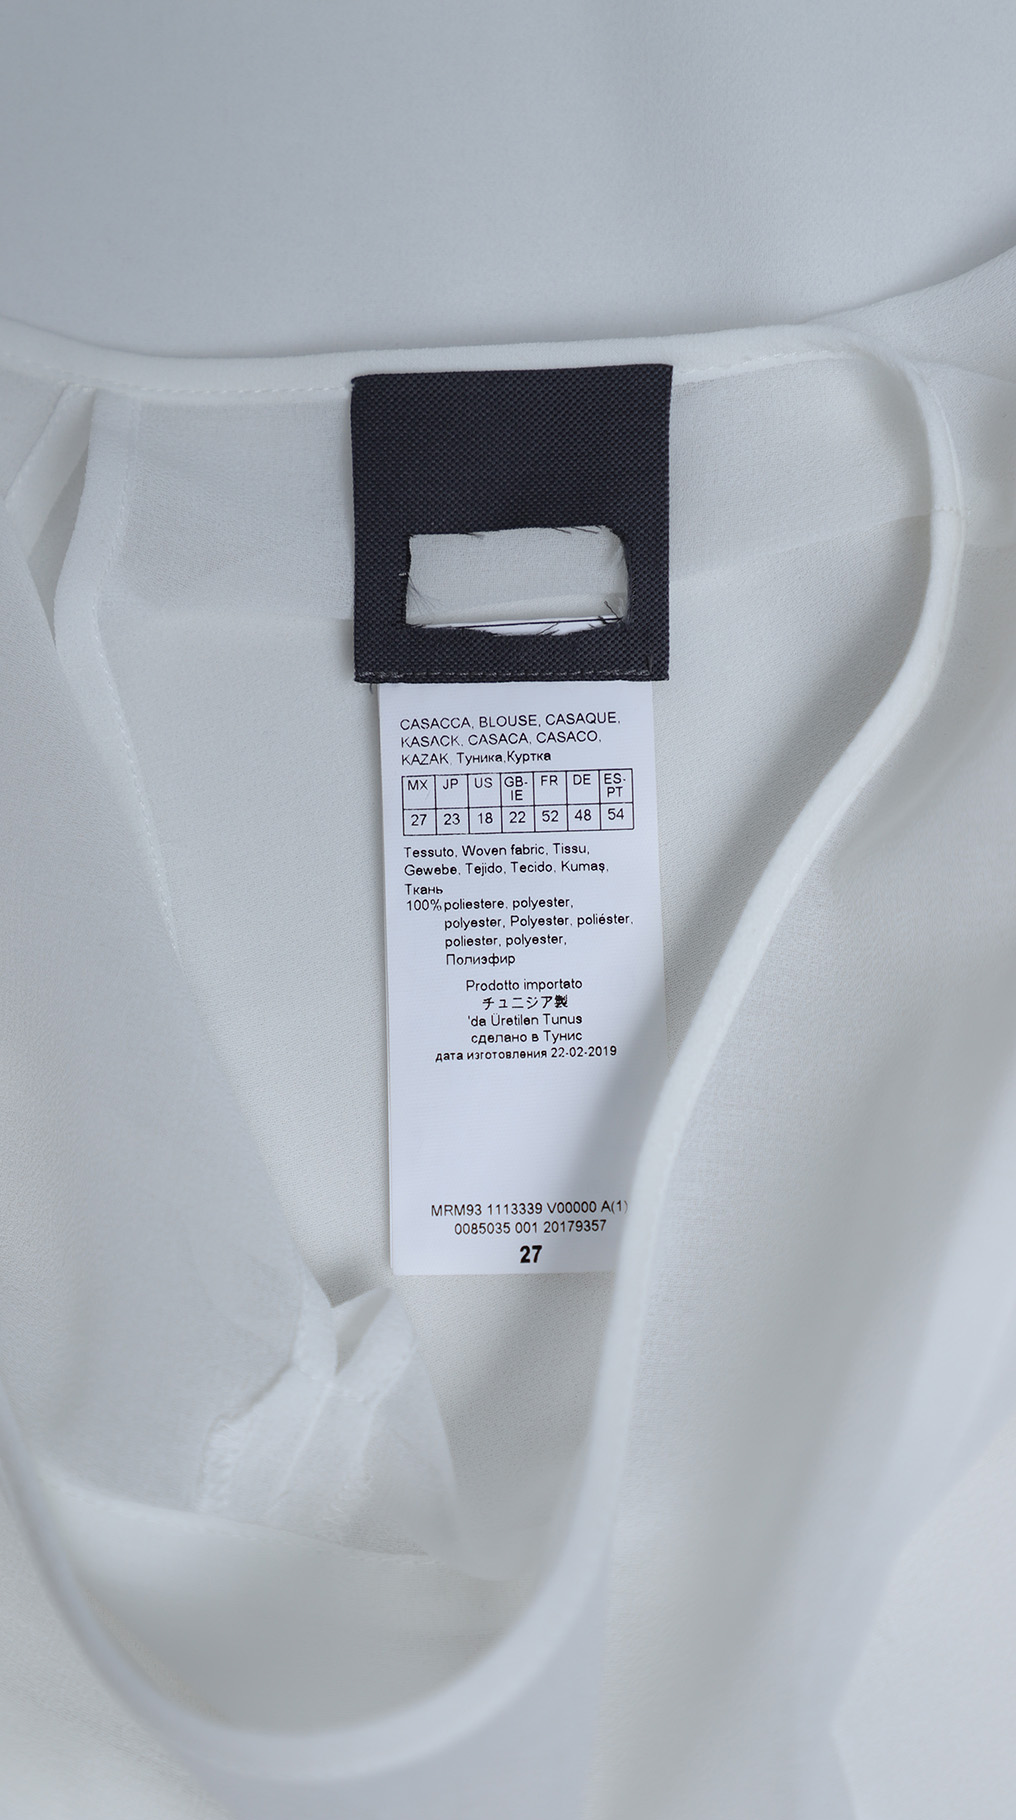 CASACCA, BLOUSE, CASAQUE,
KASACK, CASACA, CASACO,
KAZAK, Туника,Куртка
MX JP US GB-IE FR DE ES-PT
27 23 18 22 52 48 54
Tessuto, Woven fabric, Tissu,
Gewebe, Tejido, Tecido, Kumaş,
Ткань
100% poliestere, polyester,
polyester, Polyester, poliéster,
poliester, polyester,
Полиэфир
Prodotto importato
チュニジア製
'da Üretilen Tunus
сделано в Тунис
дата изготовления 22-02-2019
MRM93 1113339 V00000 A(1)
0085035 001 20179357
27